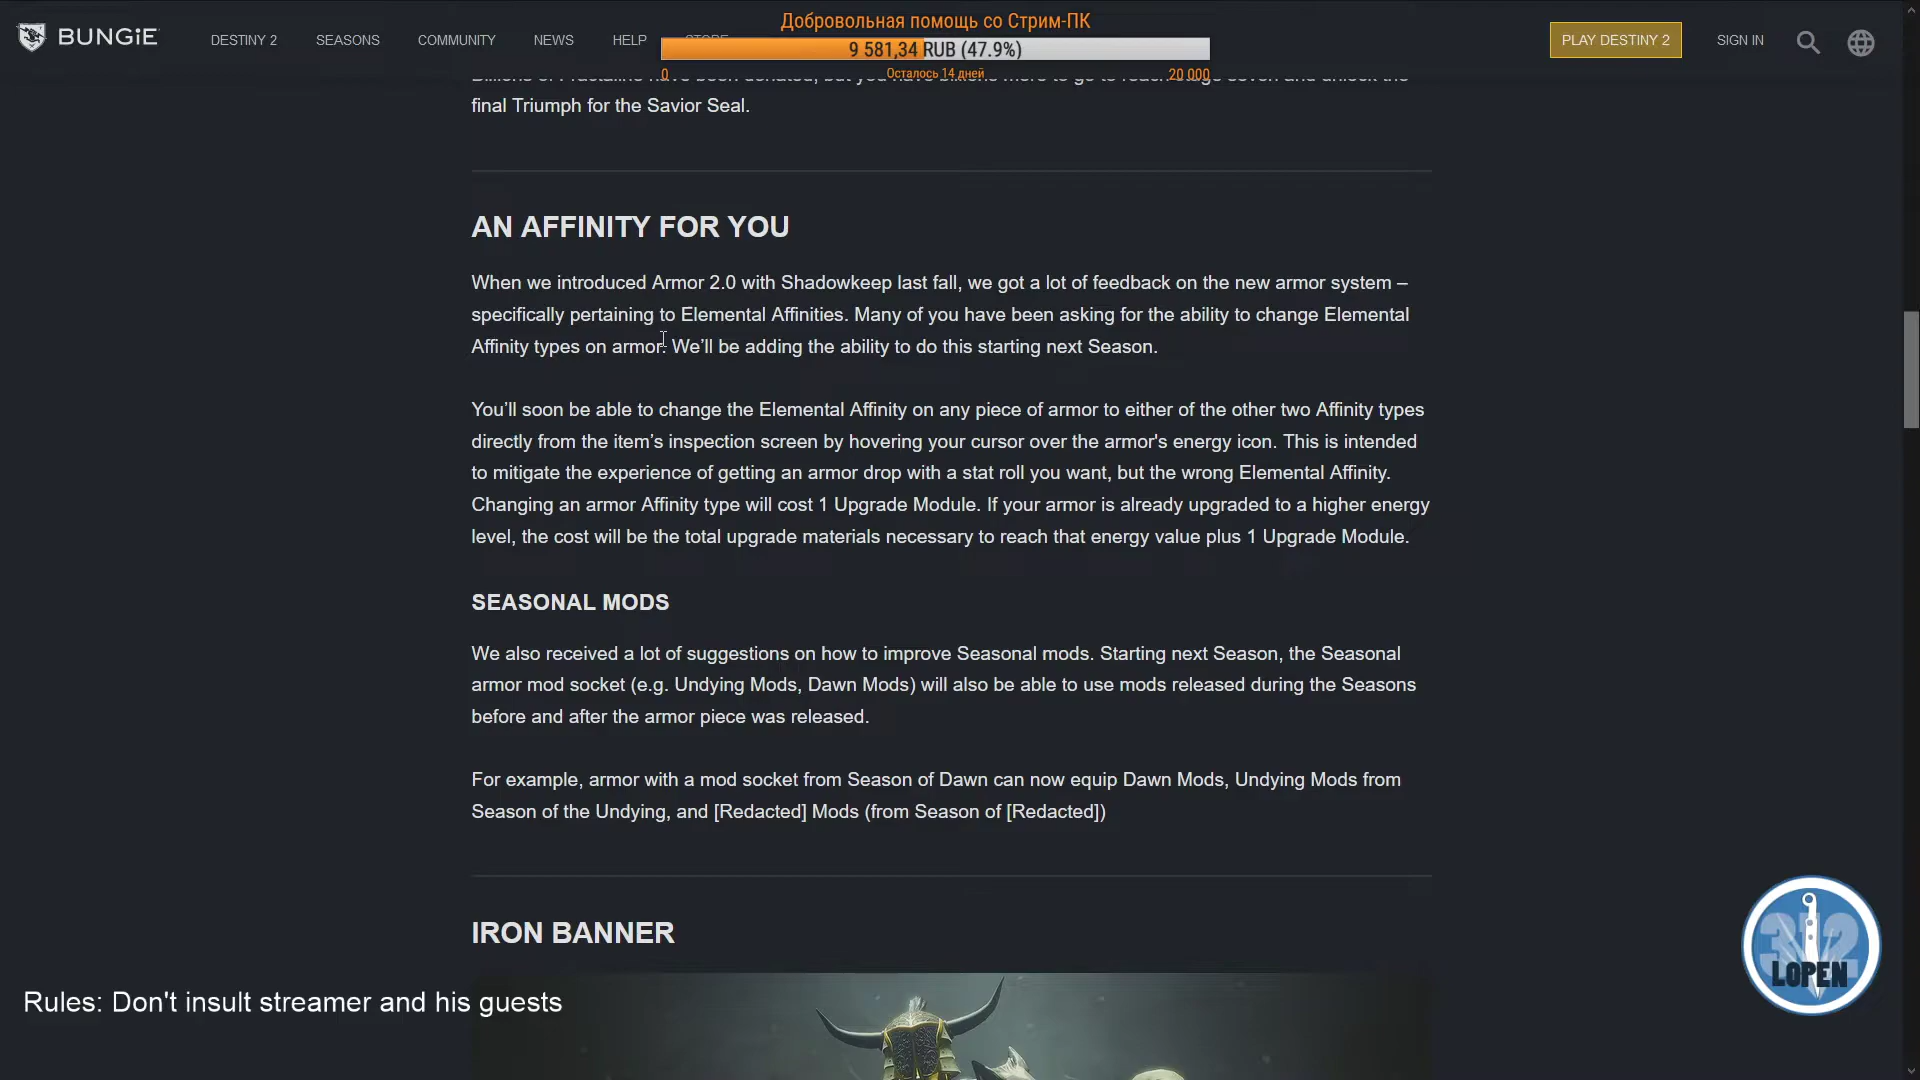 Добровольная помощь со Стрим-ПК
BUNGiE
DESTINY 2
SEASONS
COMMUNITY
NEWS
HELP
STORE
9 581,34 RUB (47.9%)
PLAY DESTINY 2
SIGN IN
0
Осталось 14 дней
20 000
final Triumph for the Savior Seal.
AN AFFINITY FOR YOU
When we introduced Armor 2.0 with Shadowkeep last fall, we got a lot of feedback on the new armor system –
specifically pertaining to Elemental Affinities. Many of you have been asking for the ability to change Elemental
Affinity types on armor. We’ll be adding the ability to do this starting next Season.
You’ll soon be able to change the Elemental Affinity on any piece of armor to either of the other two Affinity types
directly from the item’s inspection screen by hovering your cursor over the armor's energy icon. This is intended
to mitigate the experience of getting an armor drop with a stat roll you want, but the wrong Elemental Affinity.
Changing an armor Affinity type will cost 1 Upgrade Module. If your armor is already upgraded to a higher energy
level, the cost will be the total upgrade materials necessary to reach that energy value plus 1 Upgrade Module.
SEASONAL MODS
We also received a lot of suggestions on how to improve Seasonal mods. Starting next Season, the Seasonal
armor mod socket (e.g. Undying Mods, Dawn Mods) will also be able to use mods released during the Seasons
before and after the armor piece was released.
For example, armor with a mod socket from Season of Dawn can now equip Dawn Mods, Undying Mods from
Season of the Undying, and [Redacted] Mods (from Season of [Redacted])
IRON BANNER
312
LOPEN
Rules: Don't insult streamer and his guests